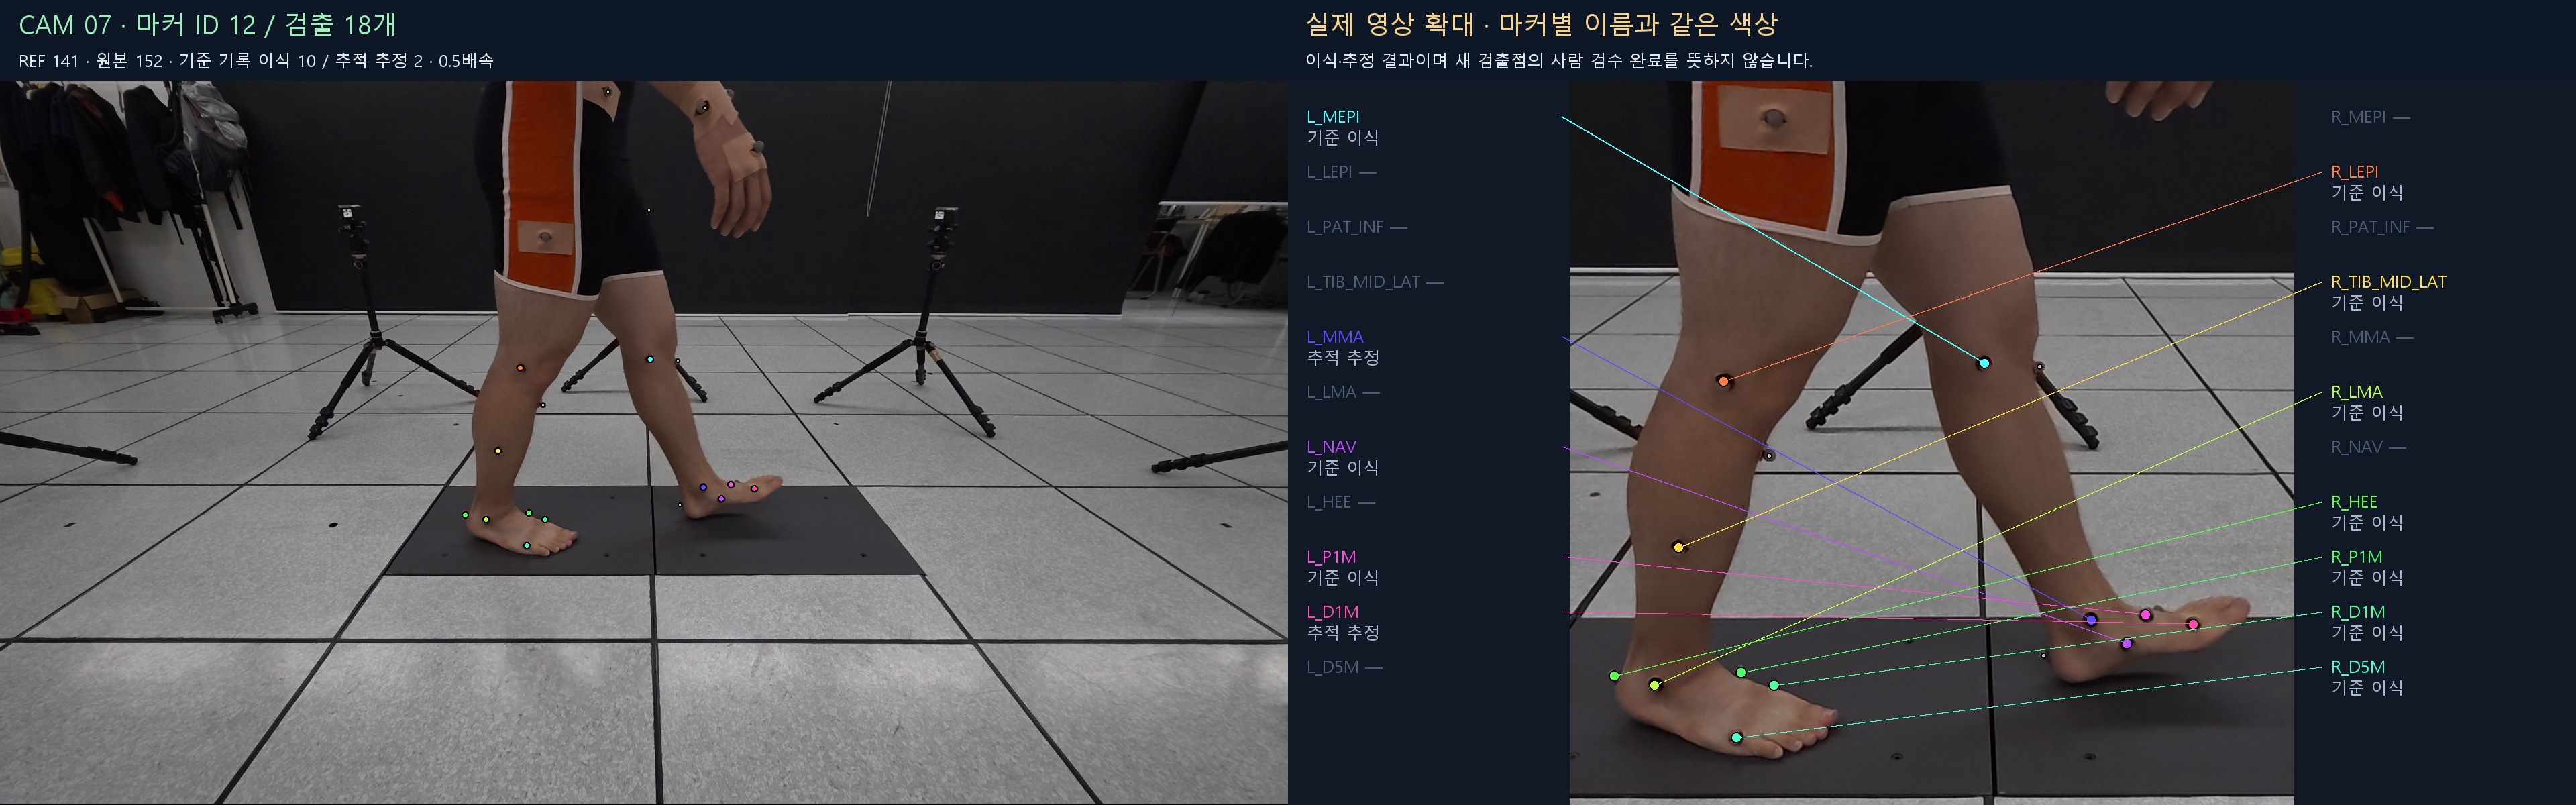 CAM 07 · 마커 ID 12 / 검출 18개
REF 141 · 원본 152 · 기준 기록 이식 10 / 추적 추정 2 · 0.5배속
실제 영상 확대 · 마커별 이름과 같은 색상
이식·추정 결과이며 새 검출점의 사람 검수 완료를 뜻하지 않습니다.
L_MEPI
기준 이식
L_LEPI —
L_PAT_INF —
L_TIB_MID_LAT —
L_MMA
추적 추정
L_LMA —
L_NAV
기준 이식
L_HEE —
L_P1M
기준 이식
L_D1M
추적 추정
L_D5M —
R_MEPI —
R_LEPI
기준 이식
R_PAT_INF —
R_TIB_MID_LAT
기준 이식
R_MMA —
R_LMA
기준 이식
R_NAV —
R_HEE
기준 이식
R_P1M
기준 이식
R_D1M
기준 이식
R_D5M
기준 이식